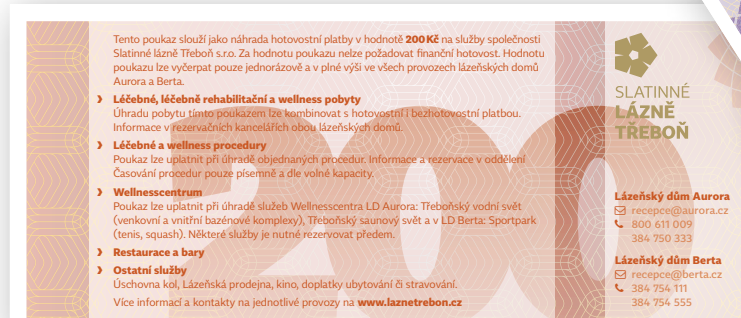 Tento poukaz slouží jako náhrada hotovostní platby v hodnotě 200 Kč na služby společnosti
Slatinné lázně Třeboň s.r.o. Za hodnotu poukazu nelze požadovat finanční hotovost. Hodnotu
poukazu lze vyčerpat pouze jednorázově a v plné výši ve všech provozech lázeňských domů
Aurora a Berta.
Léčebné, léčebně rehabilitační a wellness pobyty
Úhradu pobytu tímto poukazem lze kombinovat s hotovostní i bezhotovostní platbou.
Informace v rezervačních kancelářích obou lázeňských domů.
Léčebné a wellness procedury
Poukaz lze uplatnit při úhradě objednaných procedur. Informace a rezervace v oddělení
Časování procedur pouze písemně a dle volné kapacity.
Wellnesscentrum
Poukaz lze uplatnit při úhradě služeb Wellnesscentra LD Aurora: Třeboňský vodní svět
(venkovní a vnitřní bazénové komplexy), Třeboňský saunový svět a v LD Berta: Sportpark
(tenis, squash). Některé služby je nutné rezervovat předem.
Restaurace a bary
Ostatní služby
Úschovna kol, Lázeňská prodejna, kino, doplatky ubytování či stravování.
Více informací a kontakty na jednotlivé provozy na www.laznetrebon.cz
200
SLATINNÉ
LÁZNĚ
TŘEBOŇ
Lázeňský dům Aurora
recepce@aurora.cz
800 611 009
384 750 333
Lázeňský dům Berta
recepce@berta.cz
384 754 111
384 754 555